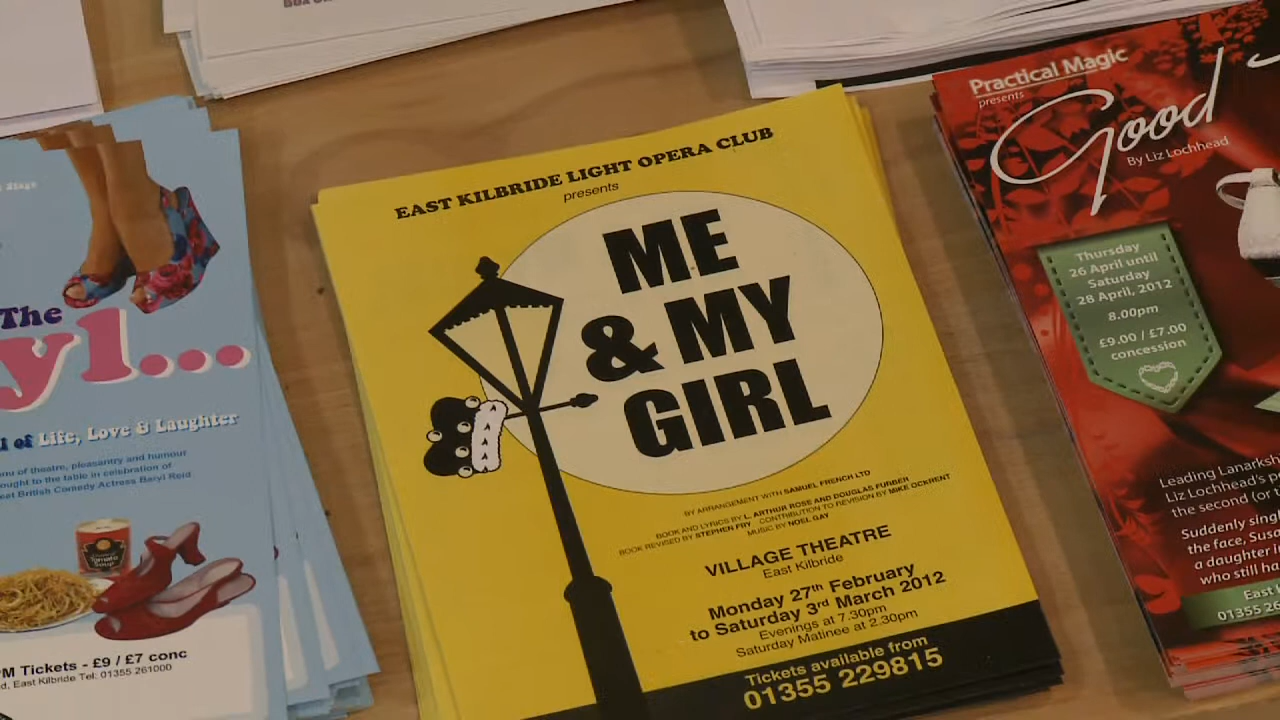 The
yl...
of Life, Love & Laughter
nu of theatre, pleasantry and humour
ought to the table in celebration of
eat British Comedy Actress Beryl Reid
Tomato
PM Tickets - £9 / £7 conc
d, East Kilbride Tel: 01355 261000
EAST KILBRIDE LIGHT OPERA CLUB
presents
ME
& MY
GIRL
BY ARRANGEMENT WITH SAMUEL FRENCH LTD
BOOK AND LYRICS BY L. ARTHUR ROSE AND DOUGLAS FURBER
BOOK REVISED BY STEPHEN FRY CONTRIBUTION TO REVISION BY MIKE OCKRENT
MUSIC BY NOEL GAY
VILLAGE THEATRE
East Kilbride
Monday 27th February
to Saturday 3rd March 2012
Evenings at 7.30pm
Saturday Matinee at 2.30pm
Tickets available from
01355 229815
Practical Magic
presents
Good
By Liz Lochhead
Thursday
26 April until
Saturday
28 April, 2012
8.00pm
£9.00 / £7.00
concession
Leading Lanarksh
Liz Lochhead's p
the second (or
Suddenly sing
the face, Susa
a daughter i
who still ha
East
01355 2